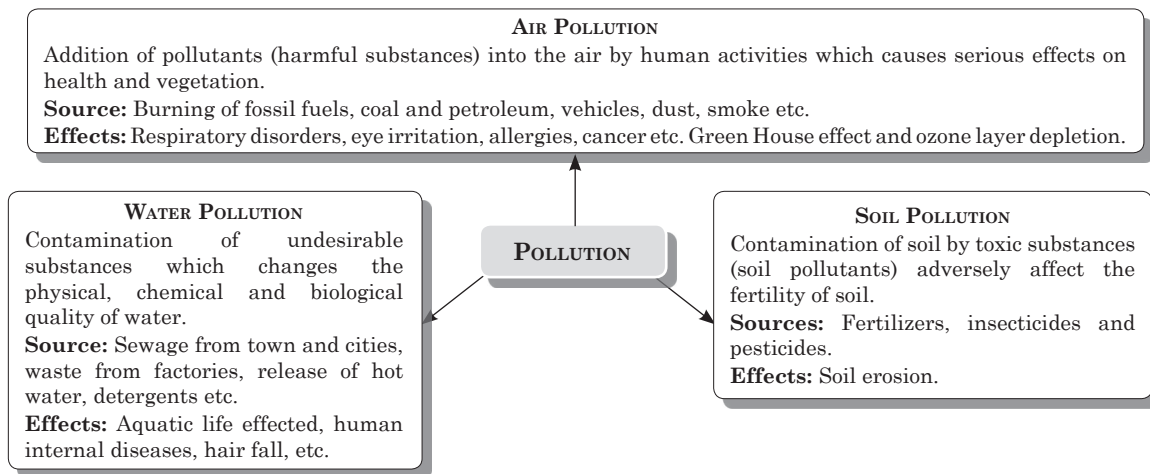 AIR POLLUTION
Addition of pollutants (harmful substances) into the air by human activities which causes serious effects on
health and vegetation.
Source: Burning of fossil fuels, coal and petroleum, vehicles, dust, smoke etc.
Effects: Respiratory disorders, eye irritation, allergies, cancer etc. Green House effect and ozone layer depletion.
WATER POLLUTION
Contamination of undesirable
substances which changes the
physical, chemical and biological
quality of water.
Source: Sewage from town and cities,
waste from factories, release of hot
water, detergents etc.
Effects: Aquatic life effected, human
internal diseases, hair fall, etc.
POLLUTION
SOIL POLLUTION
Contamination of soil by toxic substances
(soil pollutants) adversely affect the
fertility of soil.
Sources: Fertilizers, insecticides and
pesticides.
Effects: Soil erosion.